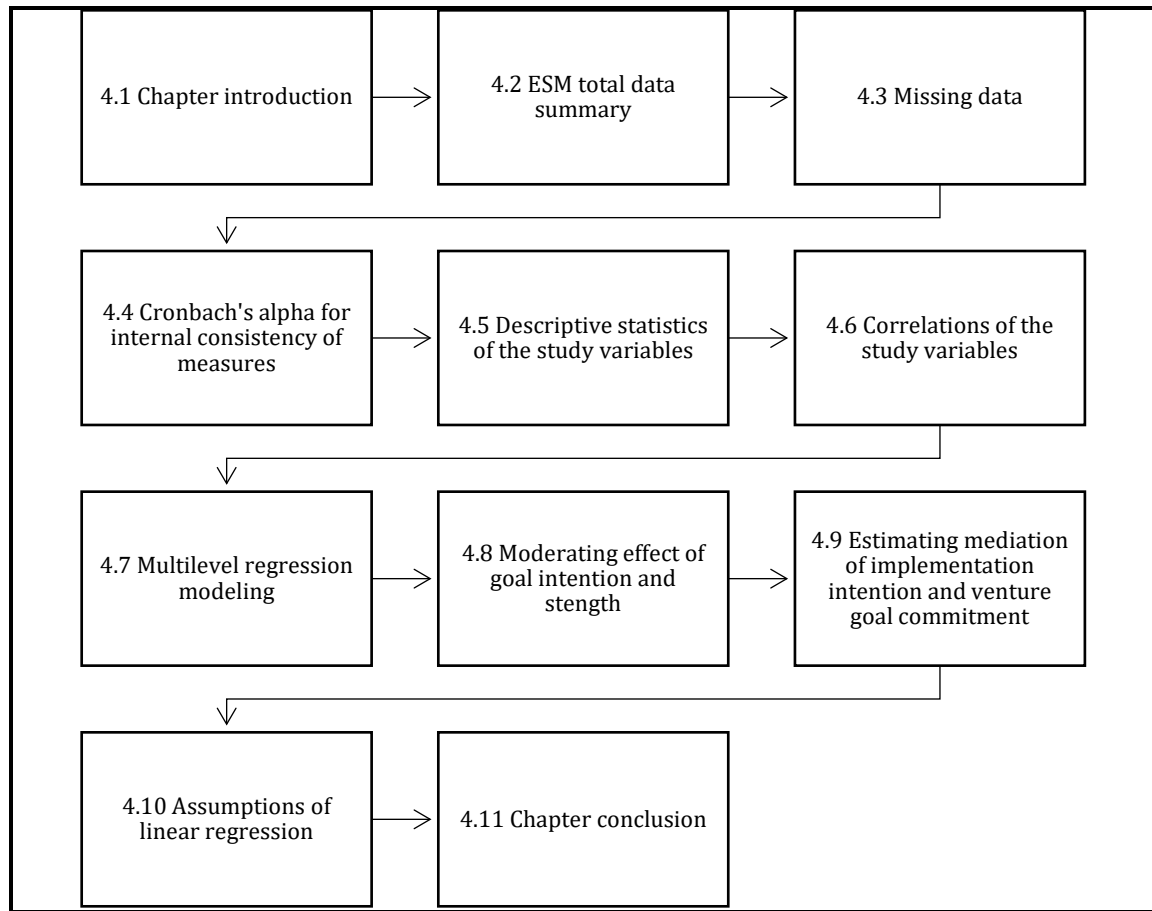 4.1 Chapter introduction
4.2 ESM total data
summary
4.3 Missing data
4.4 Cronbach's alpha for
internal consistency of
measures
4.5 Descriptive statistics
of the study variables
4.6 Correlations of the
study variables
4.7 Multilevel regression
modeling
4.8 Moderating effect of
goal intention and
stength
4.9 Estimating mediation
of implementation
intention and venture
goal commitment
4.10 Assumptions of
linear regression
4.11 Chapter conclusion